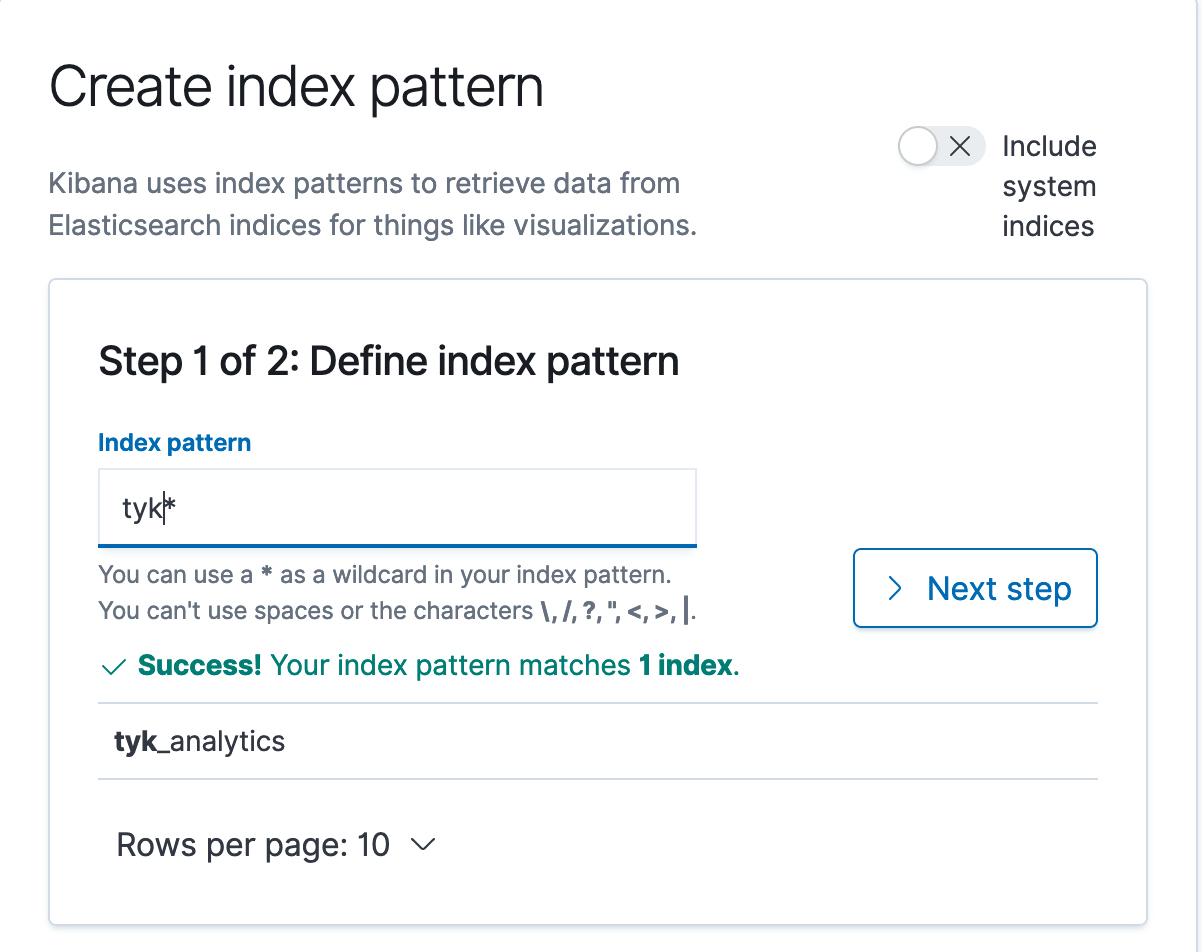 Create index pattern
Include
system
indices
Kibana uses index patterns to retrieve data from
Elasticsearch indices for things like visualizations.
Step 1 of 2: Define index pattern
Index pattern
tyk*
You can use a * as a wildcard in your index pattern.
You can't use spaces or the characters \, /, ?, ", <, >, |.
Next step
Success! Your index pattern matches 1 index.
tyk_analytics
Rows per page: 10